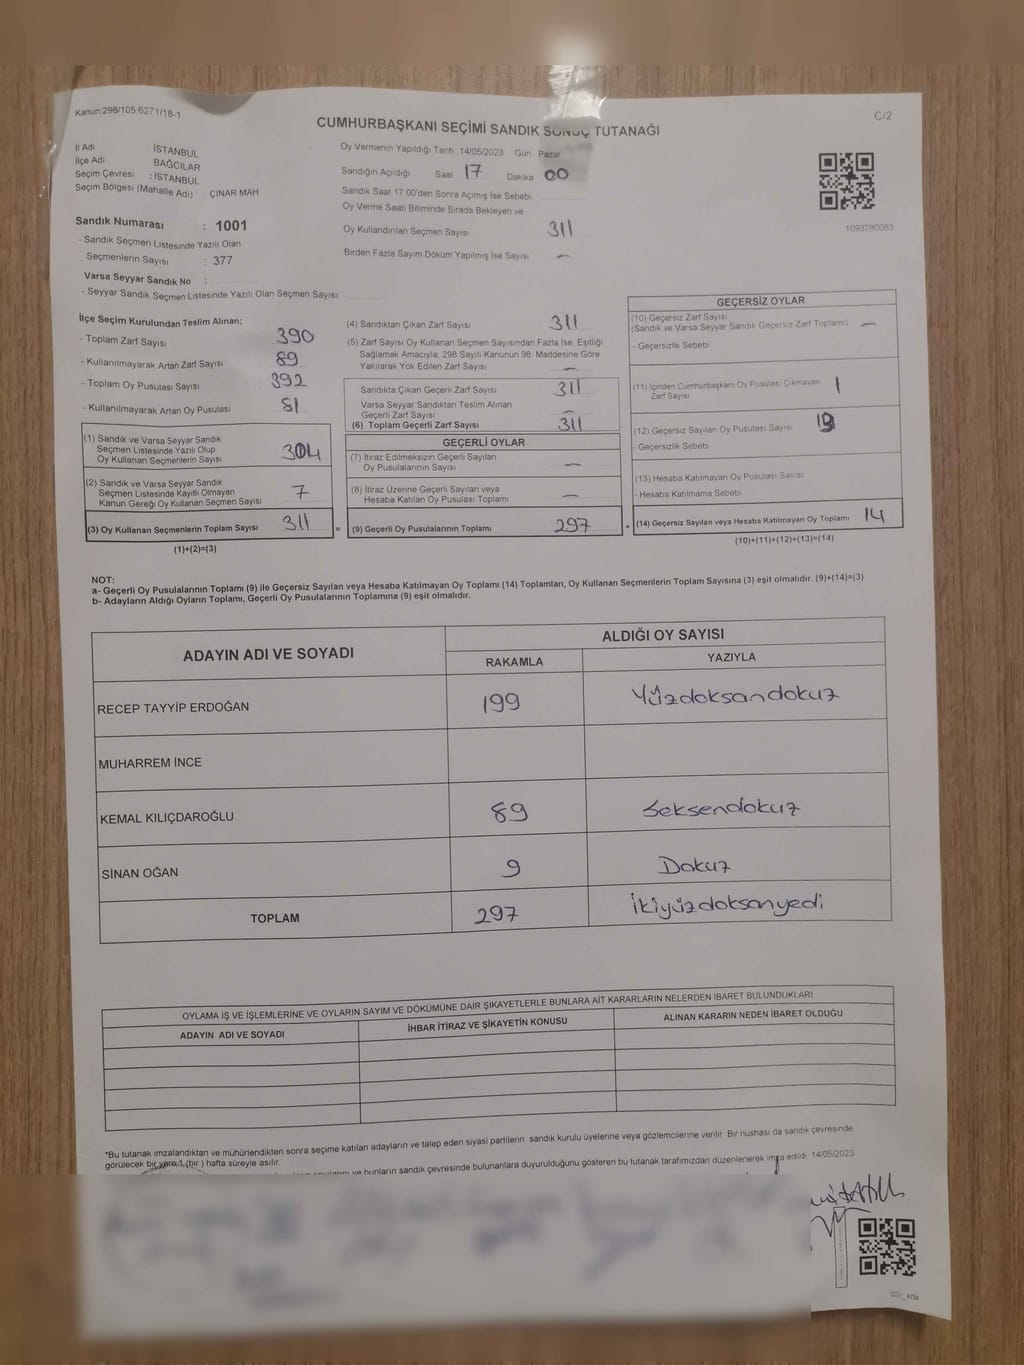 Kanun:298/105:6271/18-1
C/2
CUMHURBAŞKANI SEÇİMİ SANDIK SONUÇ TUTANAĞI
İl Adı İSTANBUL
İlçe Adı BAĞCILAR
Seçim Çevresi : İSTANBUL
Seçim Bölgesi (Mahalle Adı) ÇINAR MAH
Sandık Numarası : 1001
- Sandık Seçmen Listesinde Yazılı Olan
Seçmenlerin Sayısı : 377
Varsa Seyyar Sandık No :
- Seyyar Sandık Seçmen Listesinde Yazılı Olan Seçmen Sayısı:
Oy Vermenin Yapıldığı Tarih :14/05/2023 Gün Pazar
Sandığın Açıldığı Saat 17 Dakika 00
Sandık Saat 17:00'den Sonra Açımış İse Sebebi
Oy Verme Saati Bitiminde Sırada Bekleyen ve
Oy Kullandırılan Seçmen Sayısı 311
Birden Fazla Sayım Döküm Yapılmış İse Sayısı —
1093780083
İlçe Seçim Kurulundan Teslim Alınan;
- Toplam Zarf Sayısı 390
- Kullanılmayarak Artan Zarf Sayısı 89
- Toplam Oy Pusulası Sayısı 392
- Kullanılmayarak Artan Oy Pusulası 81
(1) Sandık ve Varsa Seyyar Sandık
Seçmen Listesinde Yazılı Olup
Oy Kullanan Seçmenlerin Sayısı 304
(2) Sandık ve Varsa Seyyar Sandık
Seçmen Listesinde Kayıtlı Olmayan
Kanun Gereği Oy Kullanan Seçmen Sayısı 7
(3) Oy Kullanan Seçmenlerin Toplam Sayısı 311
(1)+(2)=(3)
(4) Sandıktan Çıkan Zarf Sayısı 311
(5) Zarf Sayısı Oy Kullanan Seçmen Sayısından Fazla İse, Eşitliği
Sağlamak Amacıyla, 298 Sayılı Kanunun 98. Maddesine Göre
Yakılarak Yok Edilen Zarf Sayısı —
Sandıkta Çıkan Geçerli Zarf Sayısı 311
Varsa Seyyar Sandıktan Teslim Alınan
Geçerli Zarf Sayısı —
(6) Toplam Geçerli Zarf Sayısı 311
GEÇERLİ OYLAR
(7) İtiraz Edilmeksizin Geçerli Sayılan
Oy Pusulalarının Sayısı —
(8) İtiraz Üzerine Geçerli Sayılan veya
Hesaba Katılan Oy Pusulası Toplamı —
= (9) Geçerli Oy Pusulalarının Toplamı 297 +
GEÇERSİZ OYLAR
(10) Geçersiz Zarf Sayısı
(Sandık ve Varsa Seyyar Sandık Geçersiz Zarf Toplamı) —
- Geçersizlik Sebebi
(11) İçinden Cumhurbaşkanı Oy Pusulası Çıkmayan
Zarf Sayısı 1
(12) Geçersiz Sayılan Oy Pusulası Sayısı 13
- Geçersizlik Sebebi
(13) Hesaba Katılmayan Oy Pusulası Sayısı
- Hesaba Katılmama Sebebi
(14) Geçersiz Sayılan veya Hesaba Katılmayan Oy Toplamı 14
(10)+(11)+(12)+(13)=(14)
NOT:
a- Geçerli Oy Pusulalarının Toplamı (9) ile Geçersiz Sayılan veya Hesaba Katılmayan Oy Toplamı (14) Toplamları, Oy Kullanan Seçmenlerin Toplam Sayısına (3) eşit olmalıdır. (9)+(14)=(3)
b- Adayların Aldığı Oyların Toplamı, Geçerli Oy Pusulalarının Toplamına (9) eşit olmalıdır.
ADAYIN ADI VE SOYADI
ALDIĞI OY SAYISI
RAKAMLA YAZIYLA
RECEP TAYYİP ERDOĞAN 199 Yüzdoksandokuz
MUHARREM İNCE
KEMAL KILIÇDAROĞLU 89 Seksendokuz
SİNAN OĞAN 9 Dokuz
TOPLAM 297 İkiyüzdoksanyedi
OYLAMA İŞ VE İŞLEMLERİNE VE OYLARIN SAYIM VE DÖKÜMÜNE DAİR ŞİKAYETLERLE BUNLARA AİT KARARLARIN NELERDEN İBARET BULUNDUKLARI
ADAYIN ADI VE SOYADI İHBAR İTİRAZ VE ŞİKAYETİN KONUSU ALINAN KARARIN NEDEN İBARET OLDUĞU
*Bu tutanak imzalandıktan ve mühürlendikten sonra seçime katılan adayların ve talep eden siyasi partilerin sandık kurulu üyelerine veya gözlemcilerine verilir. Bir nushası da sandık çevresinde
görülecek bir yere 1 (bir) hafta süreyle asılır.
ve bunların sandık çevresinde bulunanlara duyurulduğunu gösteren bu tutanak tarafımızdan düzenlenerek imza edildi. 14/05/2023